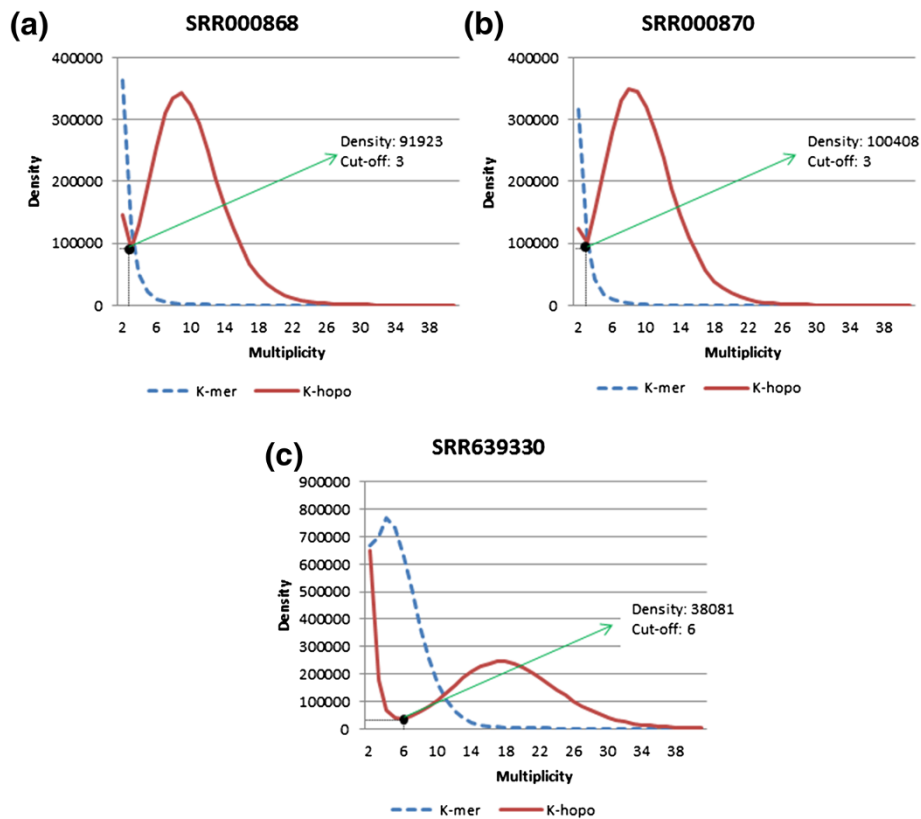 (a)
SRR000868
400000
300000
200000
100000
0
Density
Density: 91923
Cut-off: 3
2 6 10 14 18 22 26 30 34 38
Multiplicity
K-mer K-hopo
(b)
SRR000870
400000
300000
200000
100000
0
Density
Density: 100408
Cut-off: 3
2 6 10 14 18 22 26 30 34 38
Multiplicity
K-mer K-hopo
(c)
SRR639330
900000
800000
700000
600000
500000
400000
300000
200000
100000
0
Density
Density: 38081
Cut-off: 6
2 6 10 14 18 22 26 30 34 38
Multiplicity
K-mer K-hopo